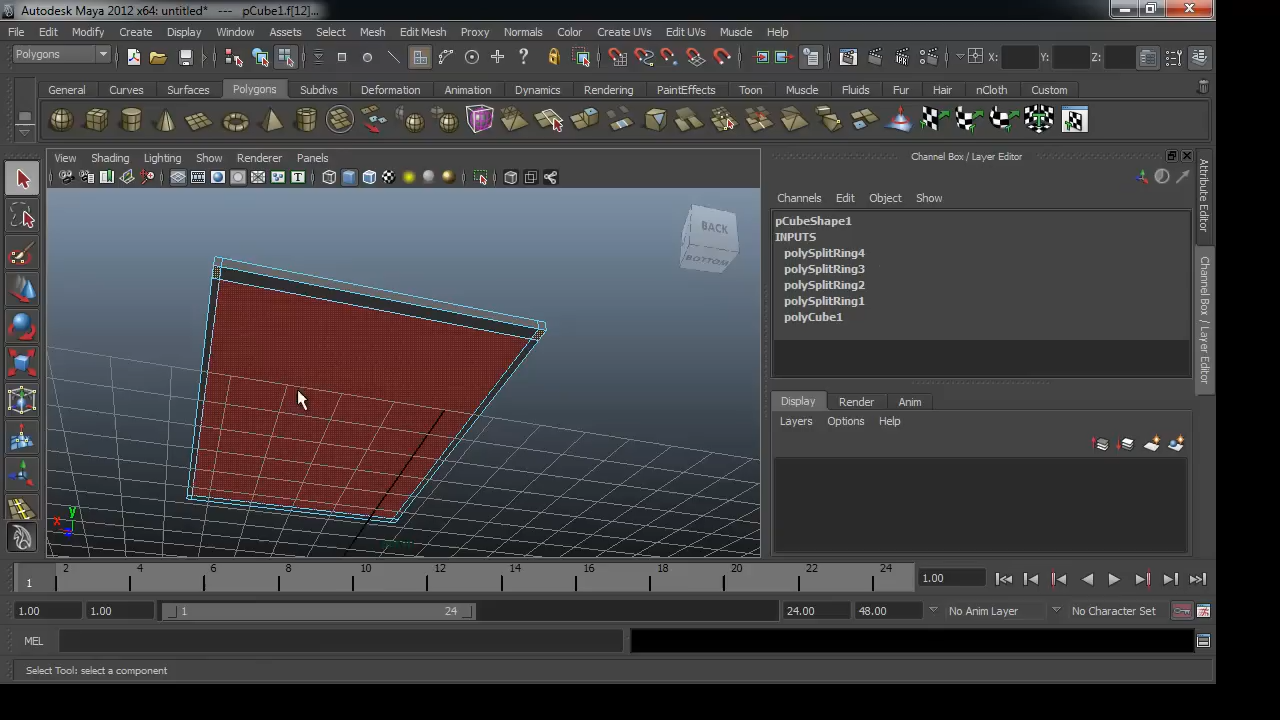 Autodesk Maya 2012 x64: untitled* --- pCube1.f[12]...
File Edit Modify Create Display Window Assets Select Mesh Edit Mesh Proxy Normals Color Create UVs Edit UVs Muscle Help
Polygons X: Y: Z:
General Curves Surfaces Polygons Subdivs Deformation Animation Dynamics Rendering PaintEffects Toon Muscle Fluids Fur Hair nCloth Custom
View Shading Lighting Show Renderer Panels
Channel Box / Layer Editor
Channels Edit Object Show
pCubeShape1
INPUTS
polySplitRing4
polySplitRing3
polySplitRing2
polySplitRing1
polyCube1
Attribute Editor
Channel Box / Layer Editor
BACK
BOTTOM
Display Render Anim
Layers Options Help
y
x
z
1 2 4 6 8 10 12 14 16 18 20 22 24 1.00
1.00 1.00 1 24 24.00 48.00 No Anim Layer No Character Set
MEL
Select Tool: select a component